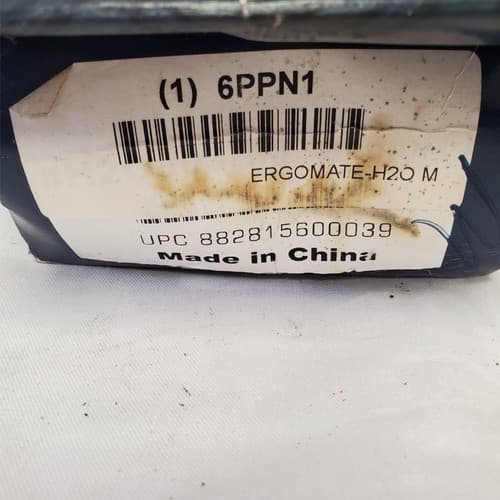 (1) 6PPN1
ERGOMATE-H2O M
UPC 882815600039
Made in China